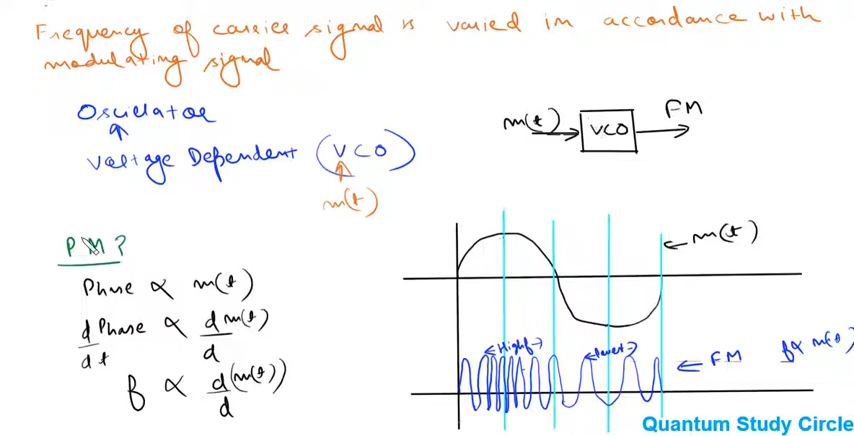 Frequency of carrier signal is varied in accordance with
modulating signal
Oscillator
Voltage Dependent (VCO)
m(t)
m(t)
VCO
FM
PM?
Phase ∝ m(t)
d Phase ∝ d m(t)
dt d
f ∝ d(m(t))
d
m(t)
High f
FM
f ∝ m(t)
Quantum Study Circle